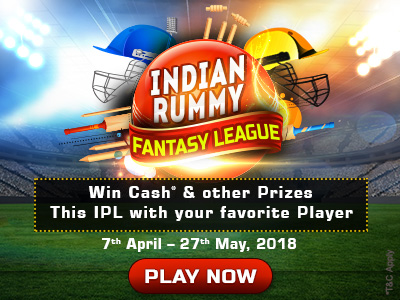 INDIAN
RUMMY
FANTASY LEAGUE
Win Cash* & other Prizes
This IPL with your favorite Player
7th April – 27th May, 2018
PLAY NOW
*T&C Apply